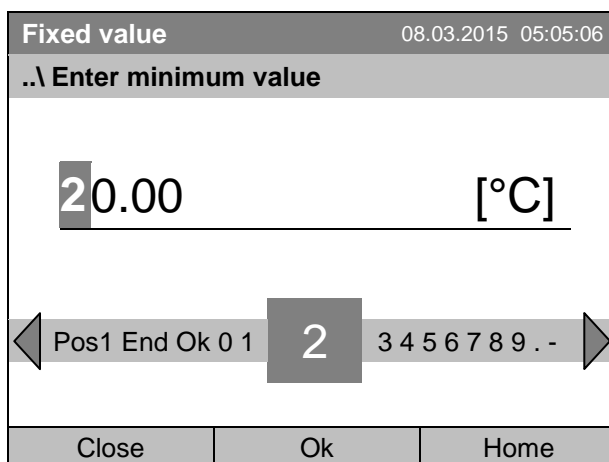 Fixed value 08.03.2015 05:05:06
..\ Enter minimum value
20.00 [°C]
Pos1 End Ok 0 1 2 3 4 5 6 7 8 9 . -
Close Ok Home